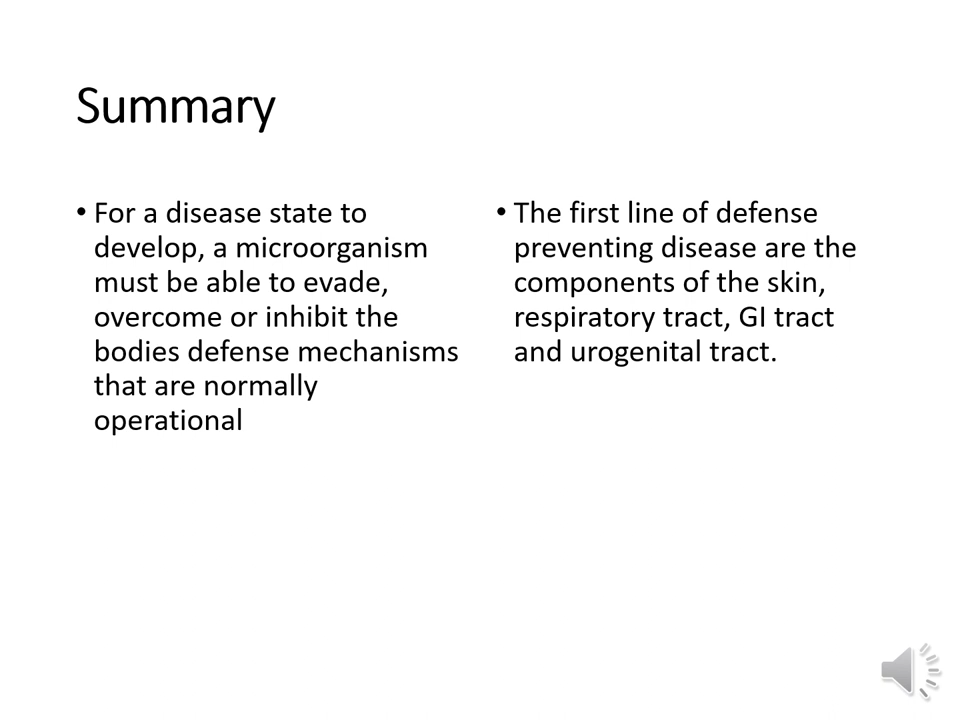 Summary
• For a disease state to
develop, a microorganism
must be able to evade,
overcome or inhibit the
bodies defense mechanisms
that are normally
operational
• The first line of defense
preventing disease are the
components of the skin,
respiratory tract, GI tract
and urogenital tract.